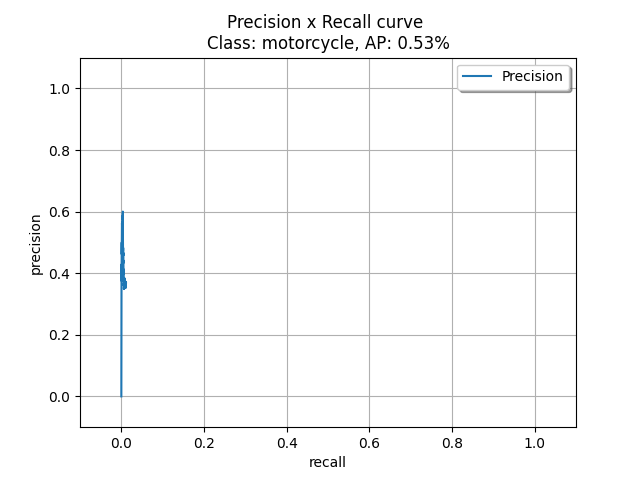 Precision x Recall curve
Class: motorcycle, AP: 0.53%
Precision
1.0
0.8
0.6
0.4
0.2
0.0
precision
0.0 0.2 0.4 0.6 0.8 1.0
recall